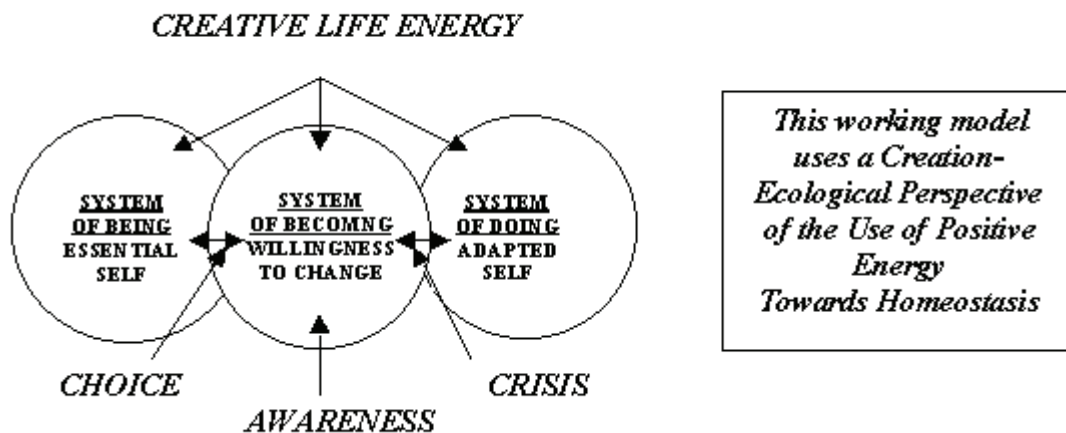 CREATIVE LIFE ENERGY
SYSTEM
OF BEING
ESSENTIAL
SELF
SYSTEM
OF BECOMNG
WILLINGNESS
TO CHANGE
SYSTEM
OF DOING
ADAPTED
SELF
CHOICE
AWARENESS
CRISIS
This working model
uses a Creation-
Ecological Perspective
of the Use of Positive
Energy
Towards Homeostasis